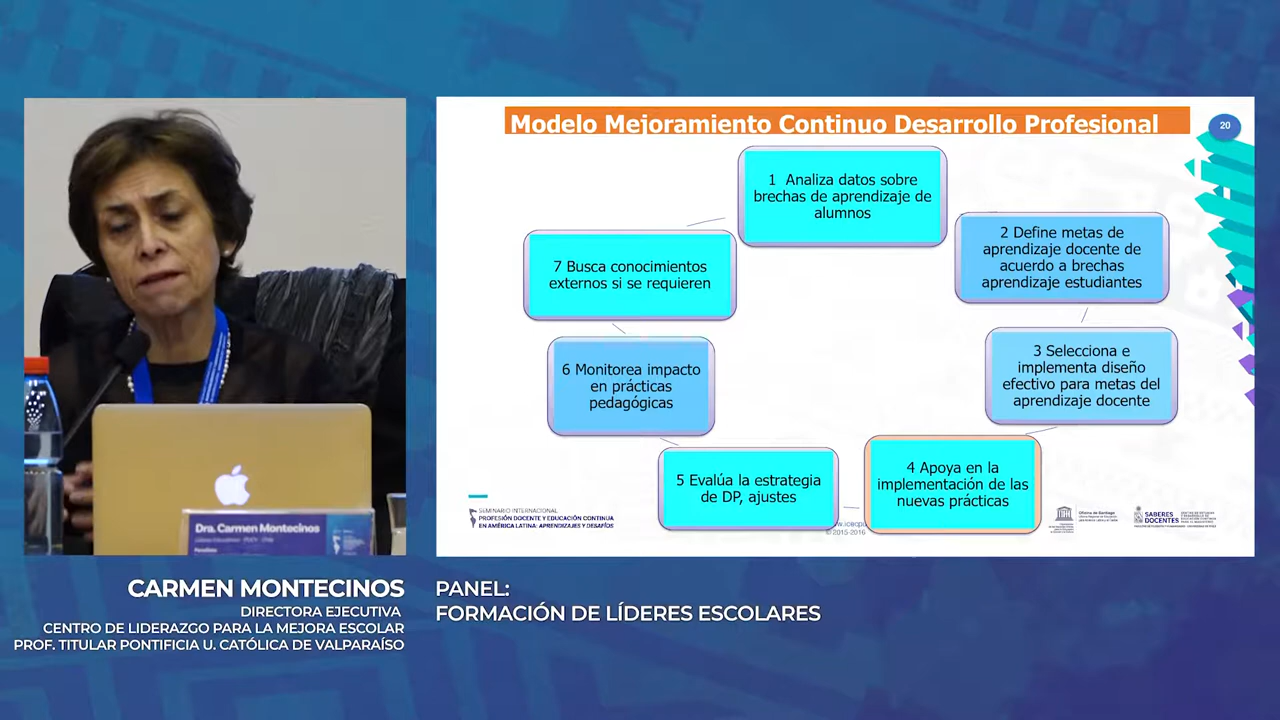 Modelo Mejoramiento Continuo Desarrollo Profesional
20
1 Analiza datos sobre
brechas de aprendizaje de
alumnos
2 Define metas de
aprendizaje docente de
acuerdo a brechas
aprendizaje estudiantes
3 Selecciona e
implementa diseño
efectivo para metas del
aprendizaje docente
4 Apoya en la
implementación de las
nuevas prácticas
5 Evalúa la estrategia
de DP, ajustes
6 Monitorea impacto
en prácticas
pedagógicas
7 Busca conocimientos
externos si se requieren
SEMINARIO INTERNACIONAL
PROFESIÓN DOCENTE Y EDUCACIÓN CONTINUA
EN AMÉRICA LATINA: APRENDIZAJES Y DESAFÍOS
© 2015-2016
Oficina de Santiago
SABERES
DOCENTES
Dra. Carmen Montecinos
CARMEN MONTECINOS
DIRECTORA EJECUTIVA
CENTRO DE LIDERAZGO PARA LA MEJORA ESCOLAR
PROF. TITULAR PONTIFICIA U. CATÓLICA DE VALPARAÍSO
PANEL:
FORMACIÓN DE LÍDERES ESCOLARES